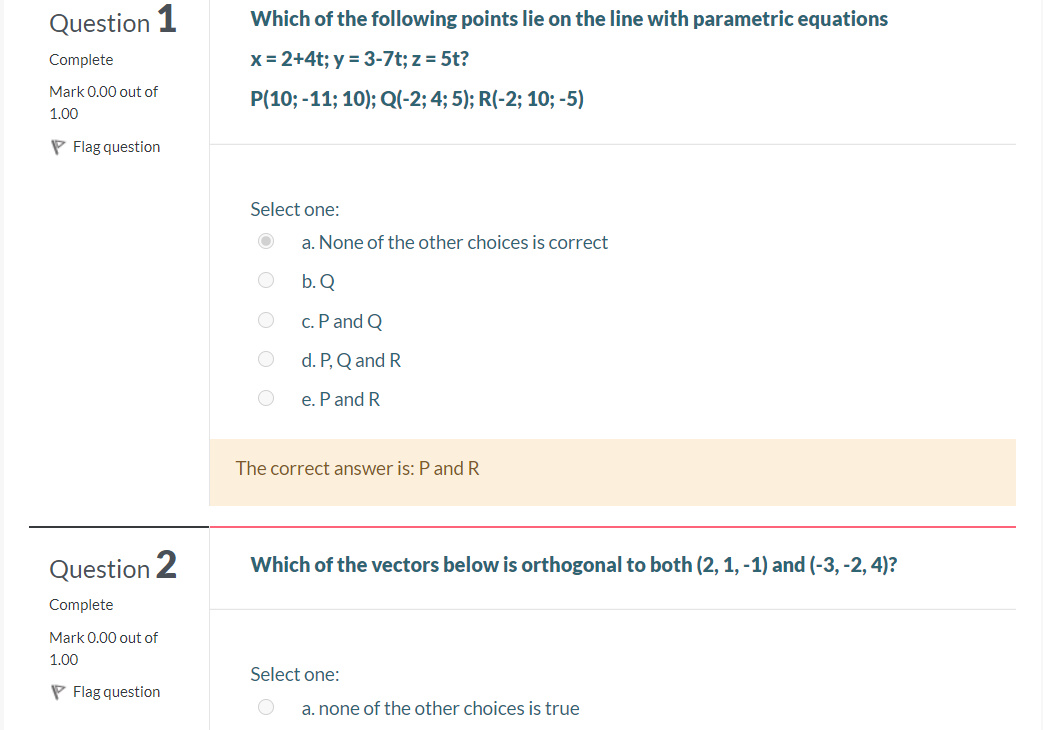 Question 1
Complete
Mark 0.00 out of
1.00
Flag question
Which of the following points lie on the line with parametric equations
x = 2+4t; y = 3-7t; z = 5t?
P(10; -11; 10); Q(-2; 4; 5); R(-2; 10; -5)
Select one:
a. None of the other choices is correct
b. Q
c. P and Q
d. P, Q and R
e. P and R
The correct answer is: P and R
Question 2
Complete
Mark 0.00 out of
1.00
Flag question
Which of the vectors below is orthogonal to both (2, 1, -1) and (-3, -2, 4)?
Select one:
a. none of the other choices is true